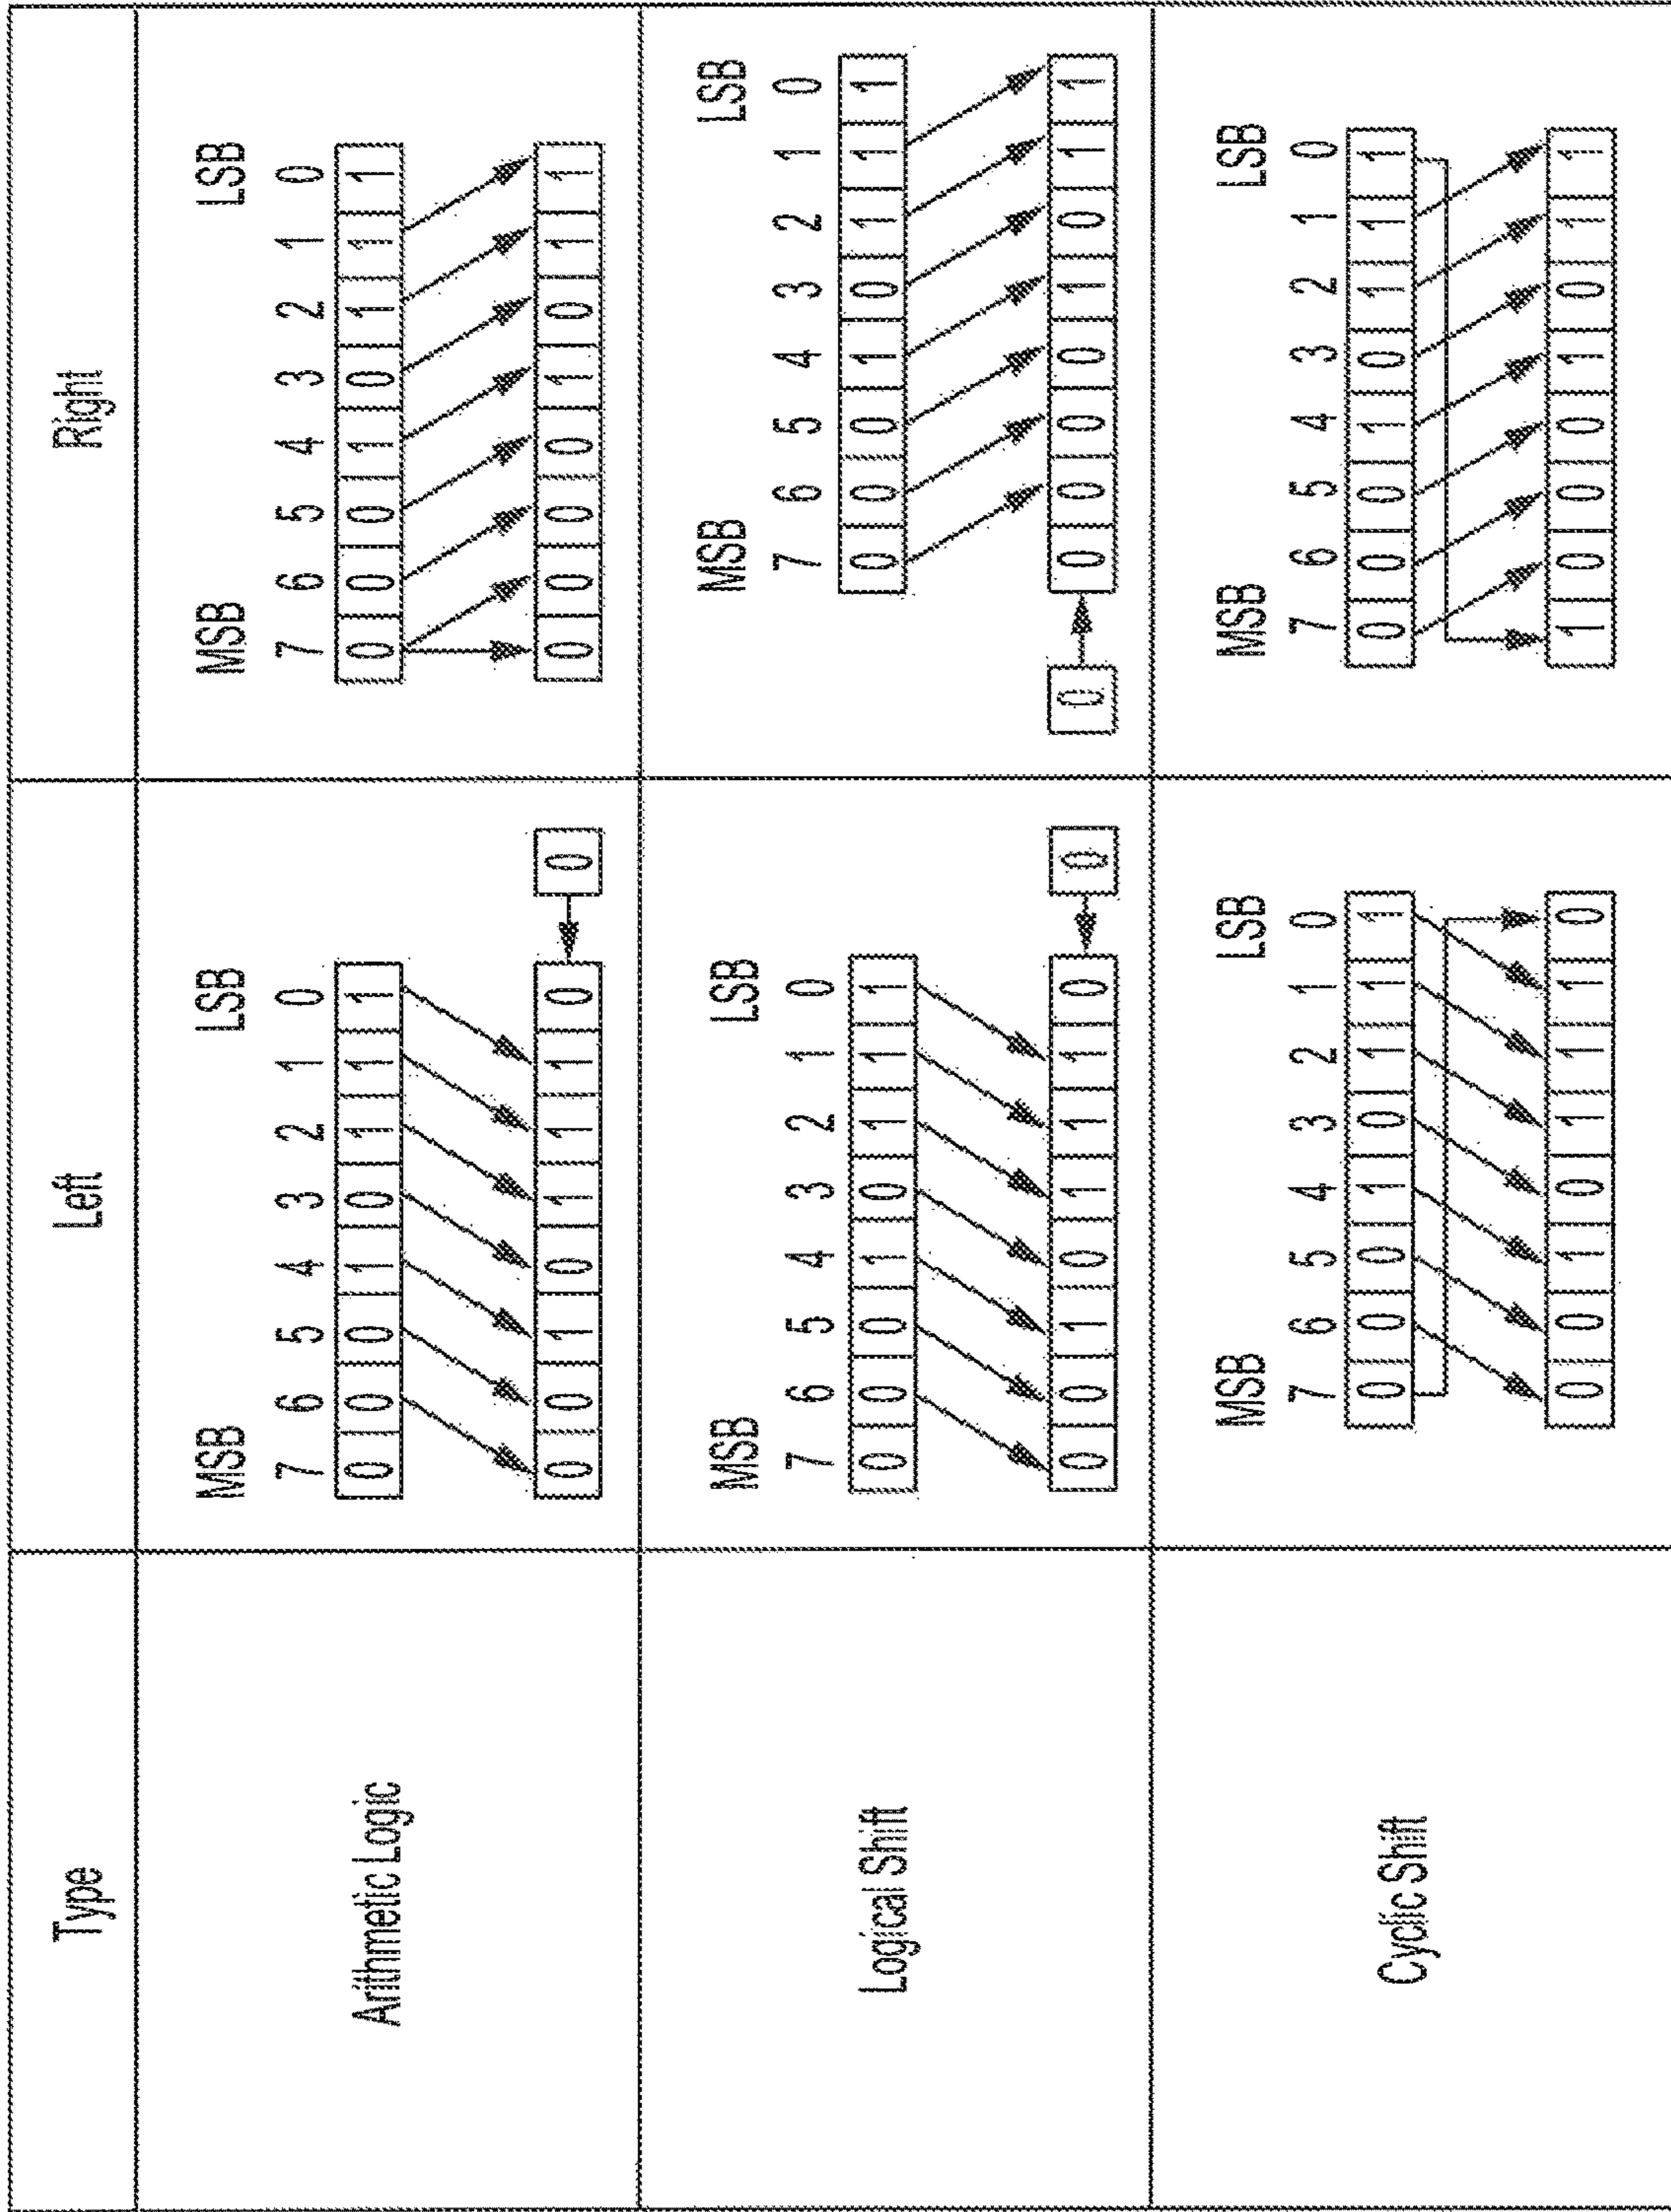 Type Left Right
Arithmetic Logic
MSB LSB
7 6 5 4 3 2 1 0
0 0 0 1 0 1 1 1
0 0 1 0 1 1 1 0
0
MSB LSB
7 6 5 4 3 2 1 0
0 0 0 1 0 1 1 1
0 0 0 0 1 0 1 1
Logical Shift
MSB LSB
7 6 5 4 3 2 1 0
0 0 0 1 0 1 1 1
0 0 1 0 1 1 1 0
0
MSB LSB
7 6 5 4 3 2 1 0
0 0 0 1 0 1 1 1
0
0 0 0 0 1 0 1 1
Cyclic Shift
MSB LSB
7 6 5 4 3 2 1 0
0 0 0 1 0 1 1 1
0 0 1 0 1 1 1 0
MSB LSB
7 6 5 4 3 2 1 0
0 0 0 1 0 1 1 1
1 0 0 0 1 0 1 1